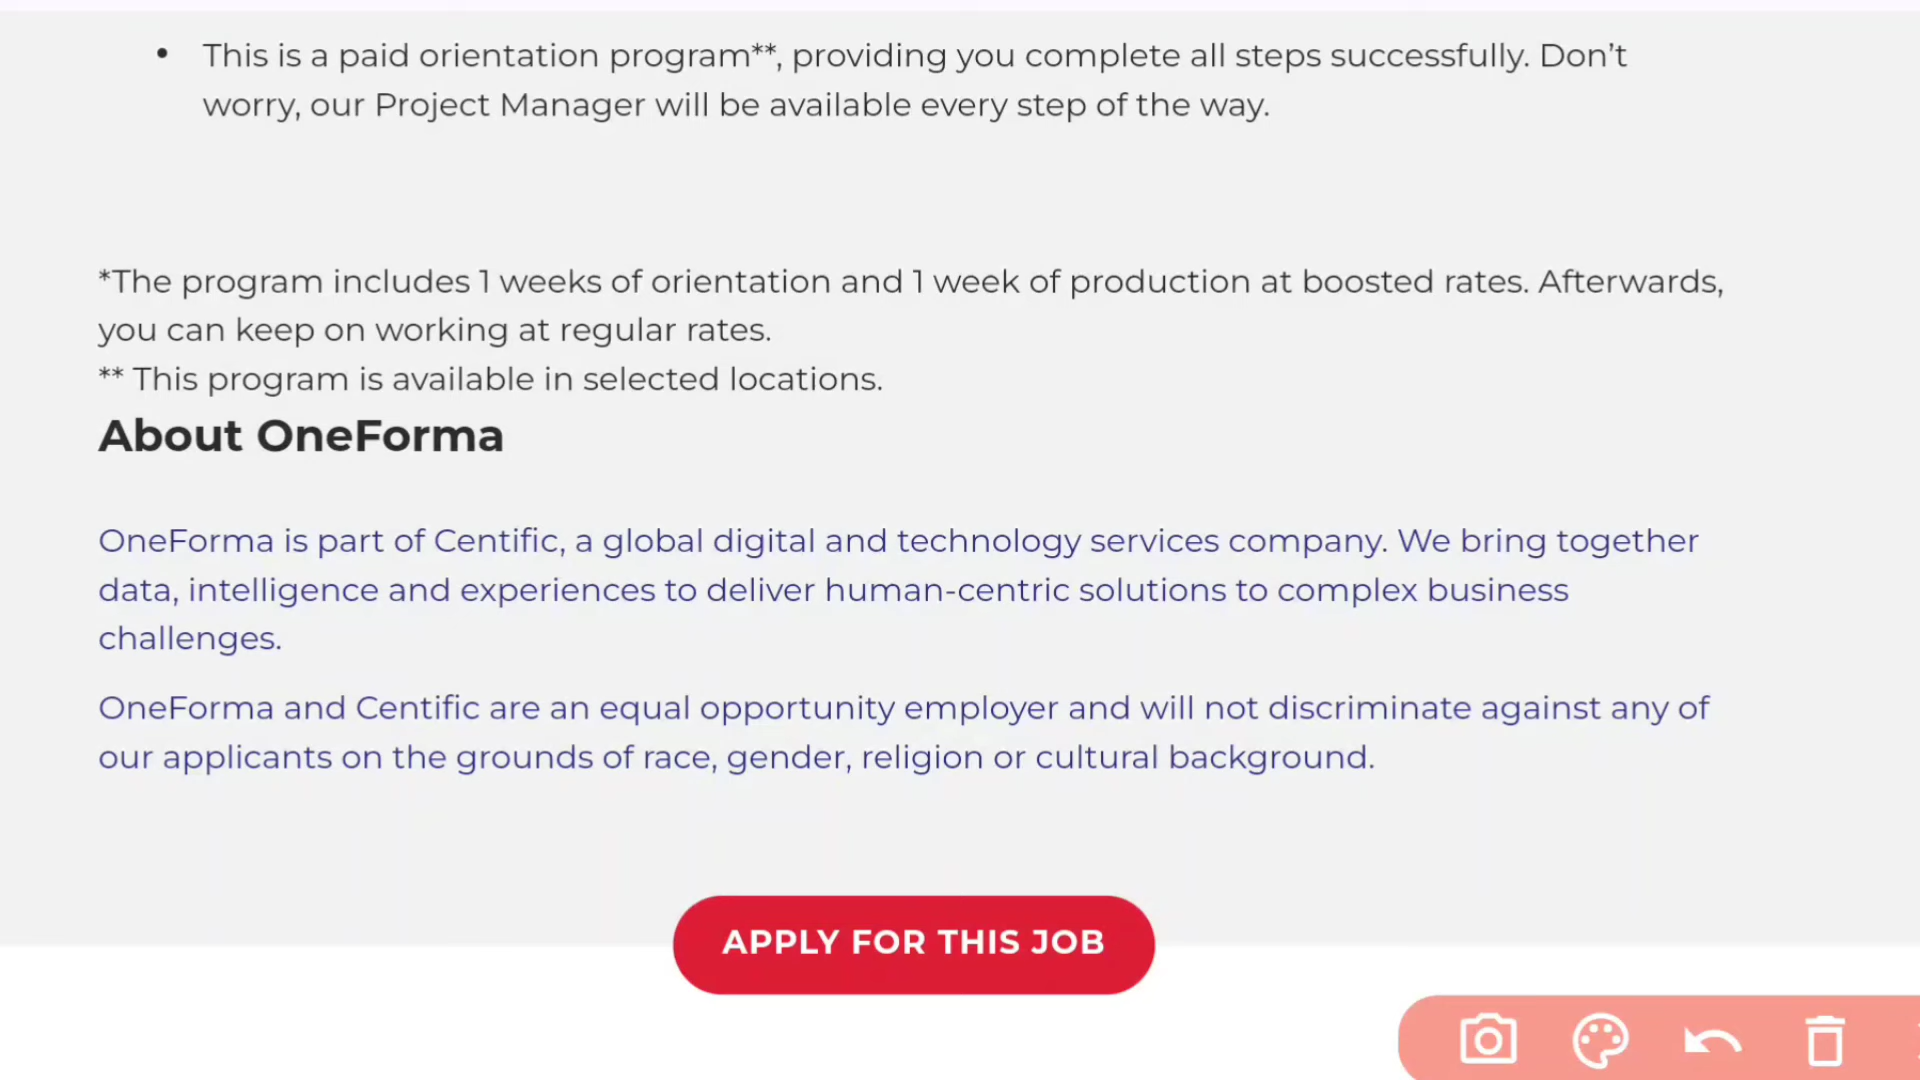 • This is a paid orientation program**, providing you complete all steps successfully. Don’t
worry, our Project Manager will be available every step of the way.
*The program includes 1 weeks of orientation and 1 week of production at boosted rates. Afterwards,
you can keep on working at regular rates.
** This program is available in selected locations.
About OneForma
OneForma is part of Centific, a global digital and technology services company. We bring together
data, intelligence and experiences to deliver human-centric solutions to complex business
challenges.
OneForma and Centific are an equal opportunity employer and will not discriminate against any of
our applicants on the grounds of race, gender, religion or cultural background.
APPLY FOR THIS JOB